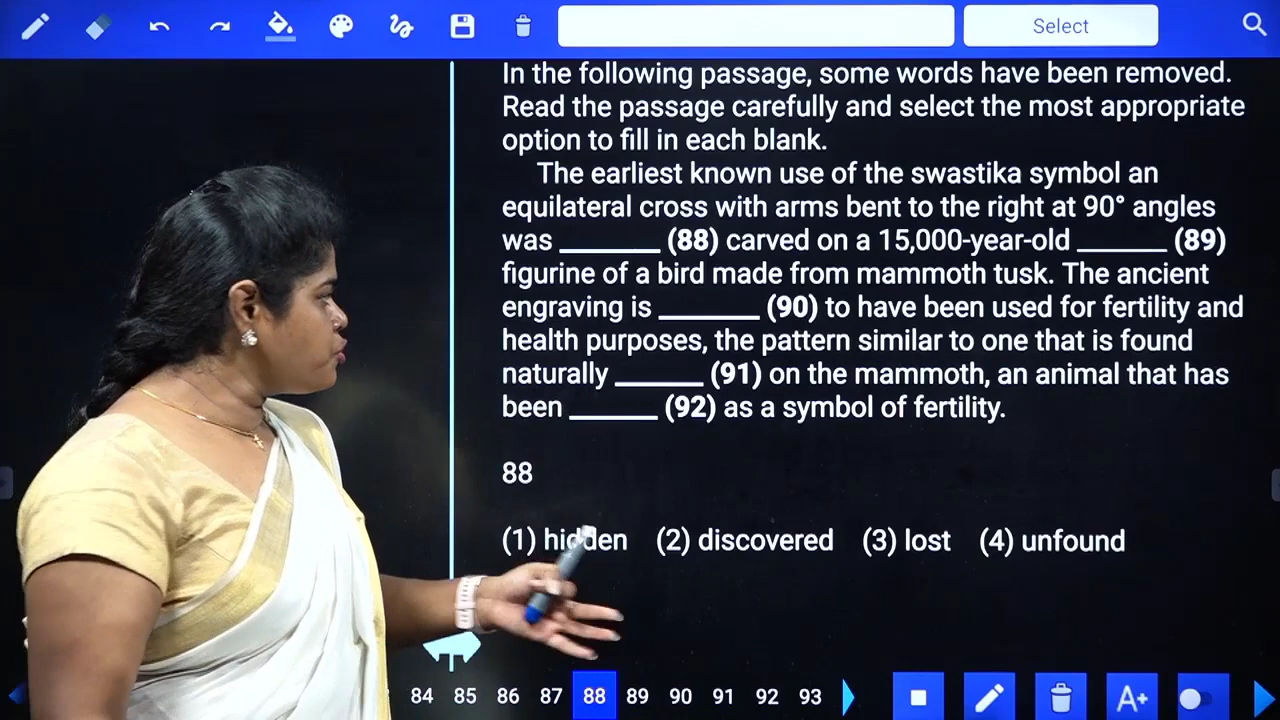 Select
In the following passage, some words have been removed.
Read the passage carefully and select the most appropriate
option to fill in each blank.
The earliest known use of the swastika symbol an
equilateral cross with arms bent to the right at 90° angles
was _______ (88) carved on a 15,000-year-old ______ (89)
figurine of a bird made from mammoth tusk. The ancient
engraving is _______ (90) to have been used for fertility and
health purposes, the pattern similar to one that is found
naturally ______ (91) on the mammoth, an animal that has
been ______ (92) as a symbol of fertility.
88
(1) hidden (2) discovered (3) lost (4) unfound
84 85 86 87 88 89 90 91 92 93 A+